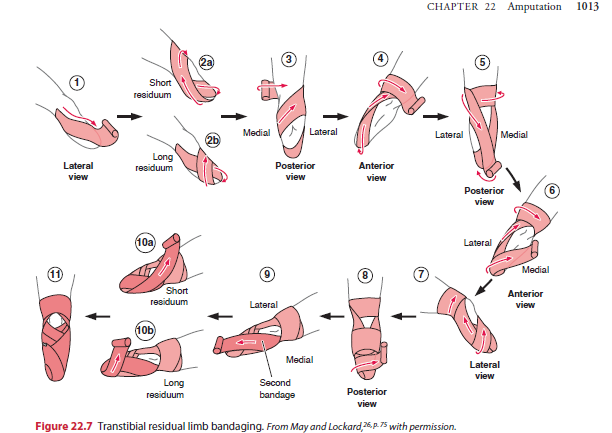 CHAPTER 22 Amputation 1013
1
Lateral
view
2a
Short
residuum
2b
Long
residuum
3
Medial
Lateral
Posterior
view
4
Anterior
view
5
Lateral
Medial
Posterior
view
6
Lateral
Medial
Anterior
view
7
Lateral
view
8
Posterior
view
9
Lateral
Medial
Second
bandage
10a
Short
residuum
10b
Long
residuum
11
Figure 22.7 Transtibial residual limb bandaging. From May and Lockard,26,p.75 with permission.